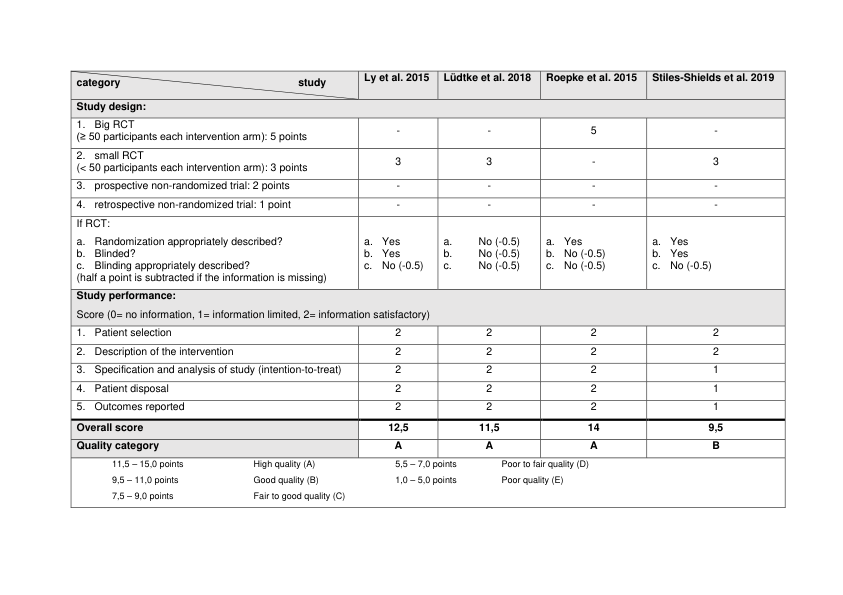 category study Ly et al. 2015 Lüdtke et al. 2018 Roepke et al. 2015 Stiles-Shields et al. 2019
Study design:
1. Big RCT
(≥ 50 participants each intervention arm): 5 points - - 5 -
2. small RCT
(< 50 participants each intervention arm): 3 points 3 3 - 3
3. prospective non-randomized trial: 2 points - - - -
4. retrospective non-randomized trial: 1 point - - - -
If RCT:
a. Randomization appropriately described? a. Yes a. No (-0.5) a. Yes a. Yes
b. Blinded? b. Yes b. No (-0.5) b. No (-0.5) b. Yes
c. Blinding appropriately described? c. No (-0.5) c. No (-0.5) c. No (-0.5) c. No (-0.5)
(half a point is subtracted if the information is missing)
Study performance:
Score (0= no information, 1= information limited, 2= information satisfactory)
1. Patient selection 2 2 2 2
2. Description of the intervention 2 2 2 2
3. Specification and analysis of study (intention-to-treat) 2 2 2 1
4. Patient disposal 2 2 2 1
5. Outcomes reported 2 2 2 1
Overall score 12,5 11,5 14 9,5
Quality category A A A B
11,5 – 15,0 points High quality (A) 5,5 – 7,0 points Poor to fair quality (D)
9,5 – 11,0 points Good quality (B) 1,0 – 5,0 points Poor quality (E)
7,5 – 9,0 points Fair to good quality (C)